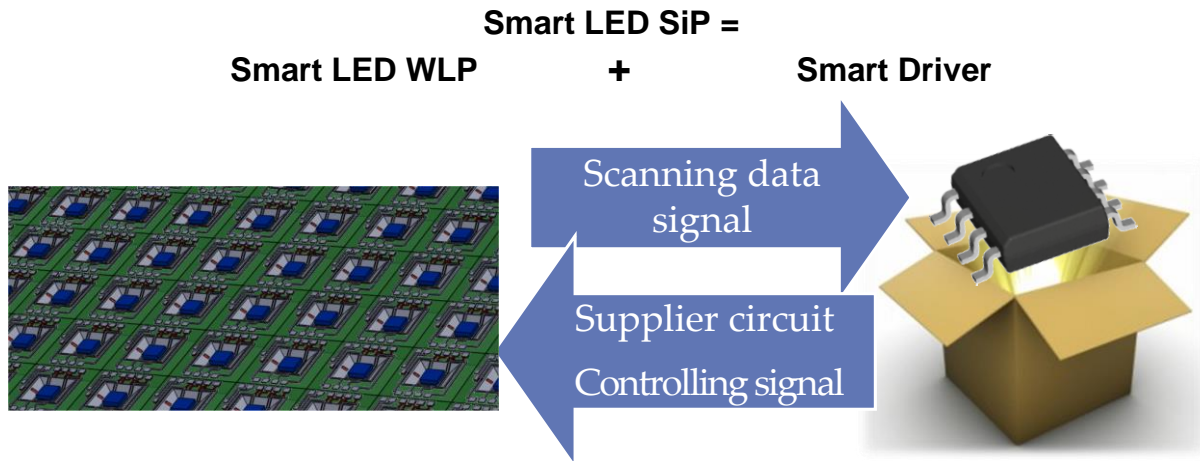 Smart LED SiP =
Smart LED WLP + Smart Driver
Scanning data
signal
Supplier circuit
Controlling signal